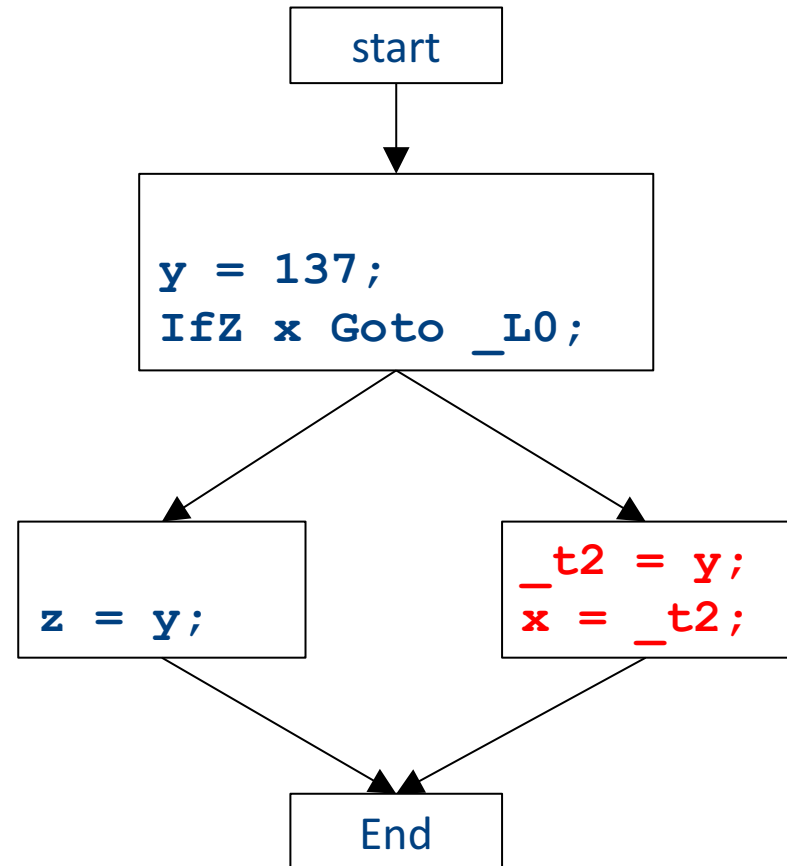 start
y = 137;
IfZ x Goto _L0;
z = y;
_t2 = y;
x = _t2;
End